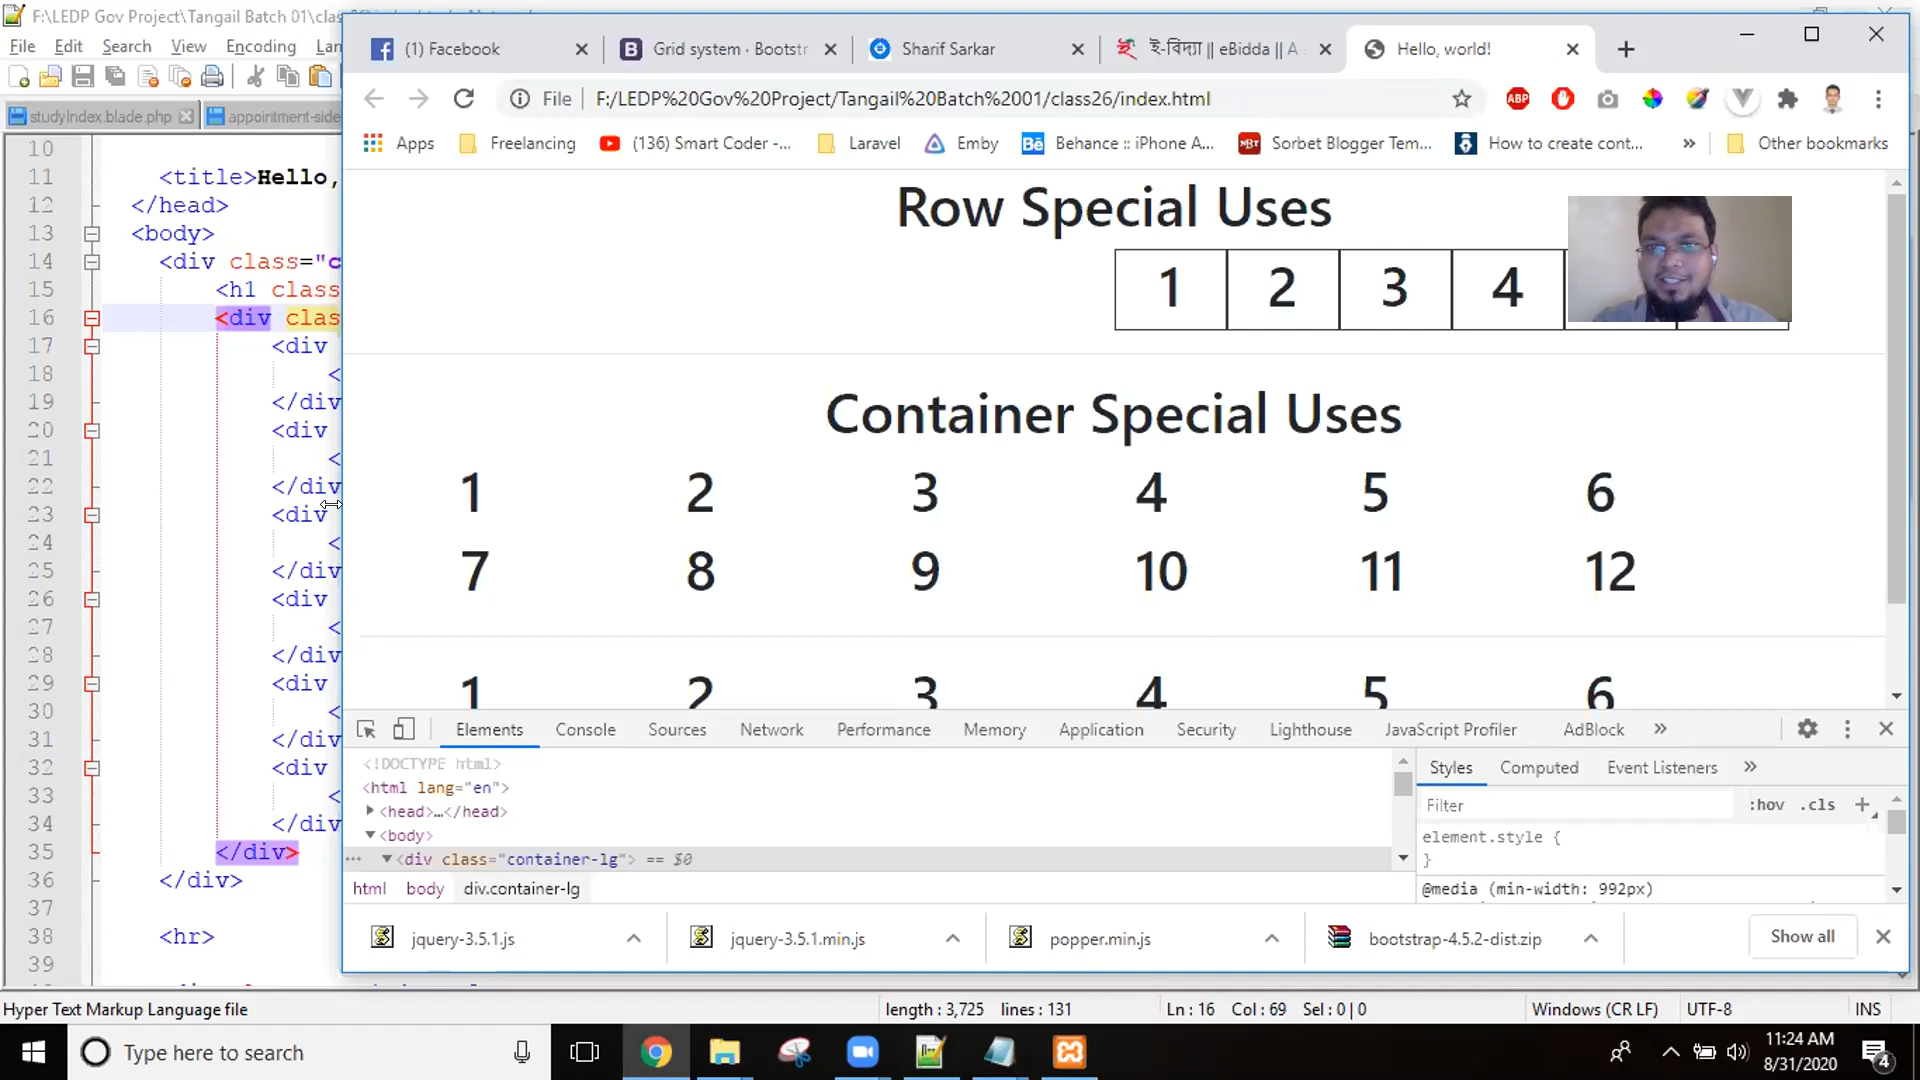 F:\LEDP Gov Project\Tangail Batch 01\clas
File Edit Search View Encoding Lan
studyIndex.blade.php appointment-side
(1) Facebook
Grid system · Bootstr
Sharif Sarkar
ই-বিদ্যা || eBidda || A
Hello, world!
File F:/LEDP%20Gov%20Project/Tangail%20Batch%2001/class26/index.html
ABP
Apps Freelancing (136) Smart Coder -... Laravel Emby Behance :: iPhone A... Sorbet Blogger Tem... How to create cont... » Other bookmarks
10
11 <title>Hello,
12 </head>
13 <body>
14 <div class="c
15 <h1 class
16 <div clas
17 <div
18 <
19 </div
20 <div
21 <
22 </div
23 <div
24 <
25 </div
26 <div
27 <
28 </div
29 <div
30 <
31 </div
32 <div
33 <
34 </div
35 </div>
36 </div>
37
38 <hr>
39
Row Special Uses
1 2 3 4
Container Special Uses
1 2 3 4 5 6
7 8 9 10 11 12
1 2 3 4 5 6
Elements Console Sources Network Performance Memory Application Security Lighthouse JavaScript Profiler AdBlock »
<!DOCTYPE html>
<html lang="en">
<head>…</head>
<body>
<div class="container-lg"> == $0
html body div.container-lg
Styles Computed Event Listeners »
Filter :hov .cls +
element.style {
}
@media (min-width: 992px)
jquery-3.5.1.js jquery-3.5.1.min.js popper.min.js bootstrap-4.5.2-dist.zip Show all
Hyper Text Markup Language file length : 3,725 lines : 131 Ln : 16 Col : 69 Sel : 0 | 0 Windows (CR LF) UTF-8 INS
Type here to search
11:24 AM
8/31/2020
4